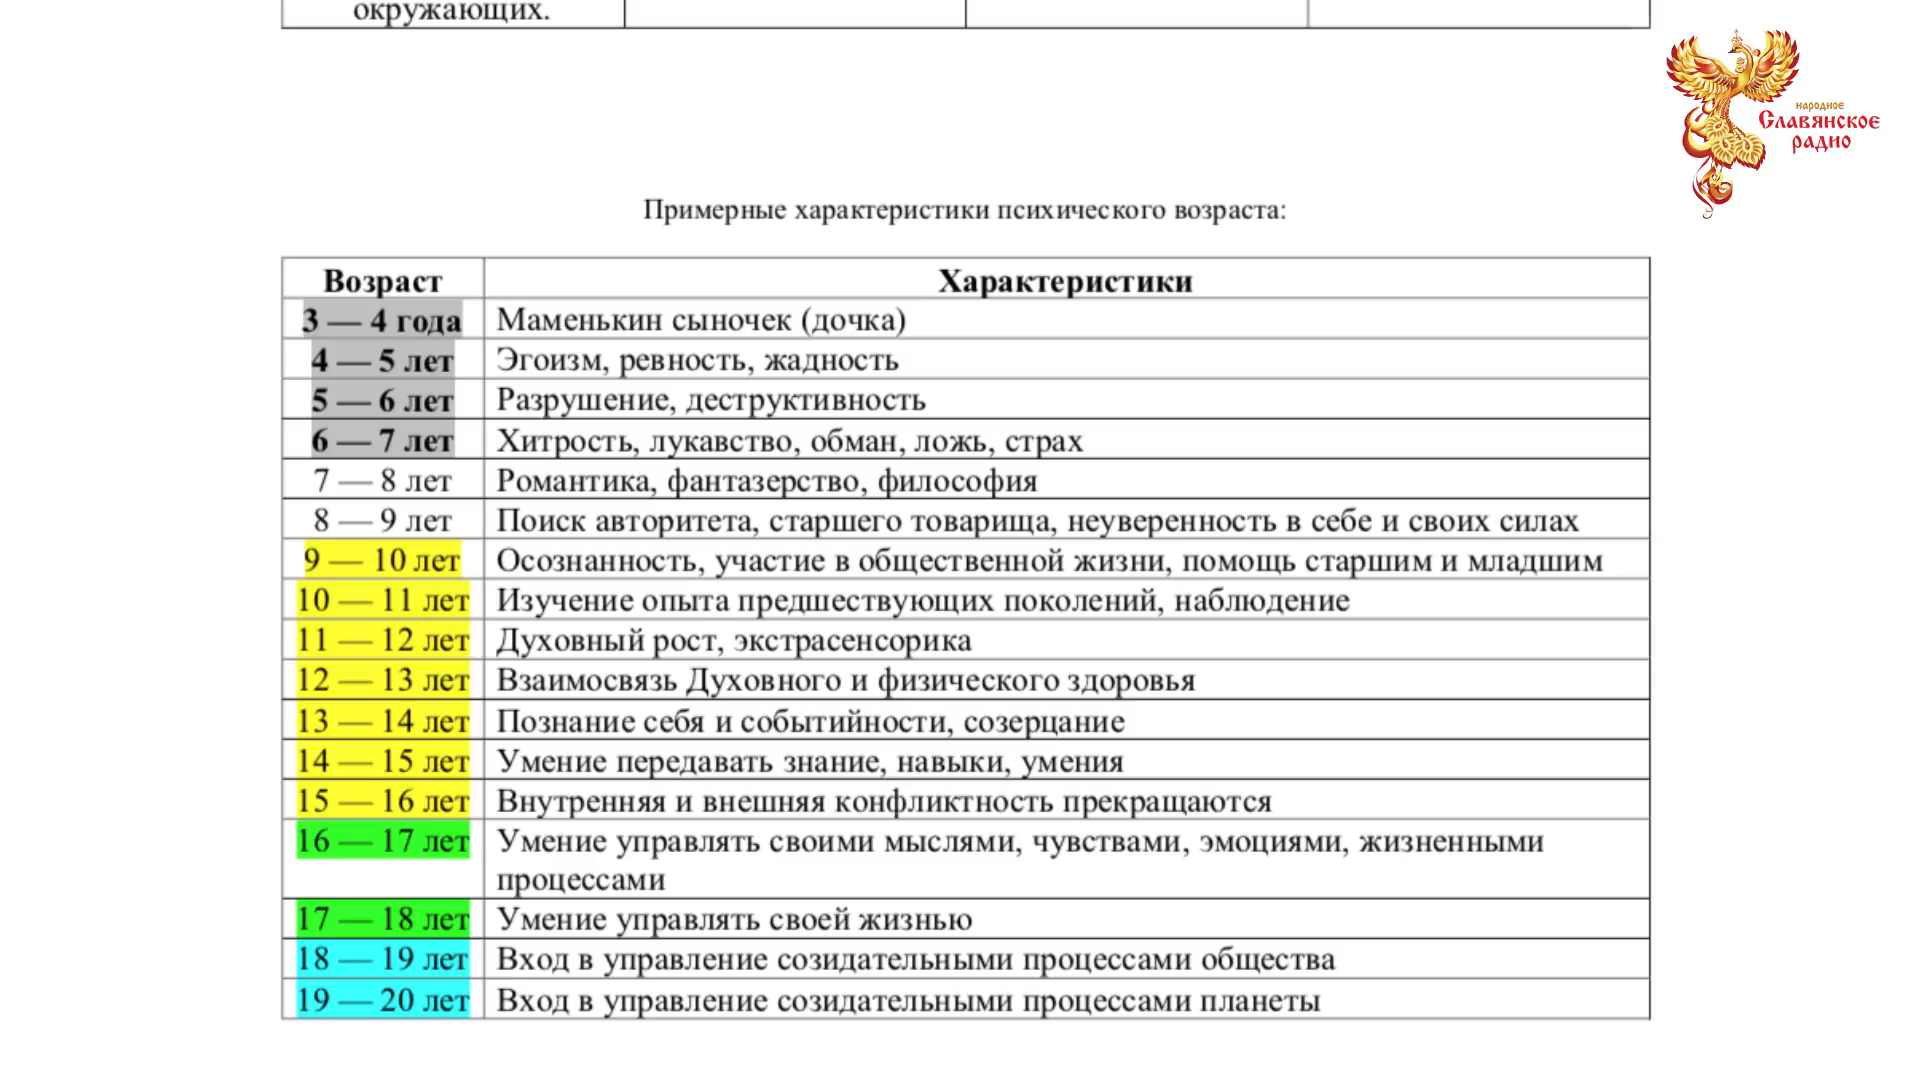 окружающих.
народное
Славянское
радио
Примерные характеристики психического возраста:
Возраст Характеристики
3 — 4 года Маменькин сыночек (дочка)
4 — 5 лет Эгоизм, ревность, жадность
5 — 6 лет Разрушение, деструктивность
6 — 7 лет Хитрость, лукавство, обман, ложь, страх
7 — 8 лет Романтика, фантазерство, философия
8 — 9 лет Поиск авторитета, старшего товарища, неуверенность в себе и своих силах
9 — 10 лет Осознанность, участие в общественной жизни, помощь старшим и младшим
10 — 11 лет Изучение опыта предшествующих поколений, наблюдение
11 — 12 лет Духовный рост, экстрасенсорика
12 — 13 лет Взаимосвязь Духовного и физического здоровья
13 — 14 лет Познание себя и событийности, созерцание
14 — 15 лет Умение передавать знание, навыки, умения
15 — 16 лет Внутренняя и внешняя конфликтность прекращаются
16 — 17 лет Умение управлять своими мыслями, чувствами, эмоциями, жизненными
процессами
17 — 18 лет Умение управлять своей жизнью
18 — 19 лет Вход в управление созидательными процессами общества
19 — 20 лет Вход в управление созидательными процессами планеты